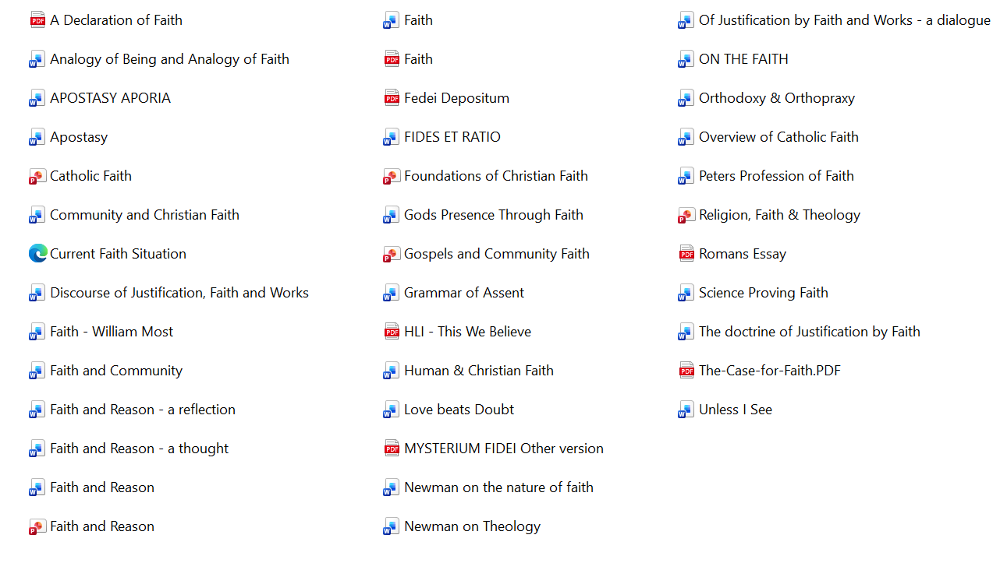 A Declaration of Faith
Analogy of Being and Analogy of Faith
APOSTASY APORIA
Apostasy
Catholic Faith
Community and Christian Faith
Current Faith Situation
Discourse of Justification, Faith and Works
Faith - William Most
Faith and Community
Faith and Reason - a reflection
Faith and Reason - a thought
Faith and Reason
Faith and Reason
Faith
Faith
Fedei Depositum
FIDES ET RATIO
Foundations of Christian Faith
Gods Presence Through Faith
Gospels and Community Faith
Grammar of Assent
HLI - This We Believe
Human & Christian Faith
Love beats Doubt
MYSTERIUM FIDEI Other version
Newman on the nature of faith
Newman on Theology
Of Justification by Faith and Works - a dialogue
ON THE FAITH
Orthodoxy & Orthopraxy
Overview of Catholic Faith
Peters Profession of Faith
Religion, Faith & Theology
Romans Essay
Science Proving Faith
The doctrine of Justification by Faith
The-Case-for-Faith.PDF
Unless I See